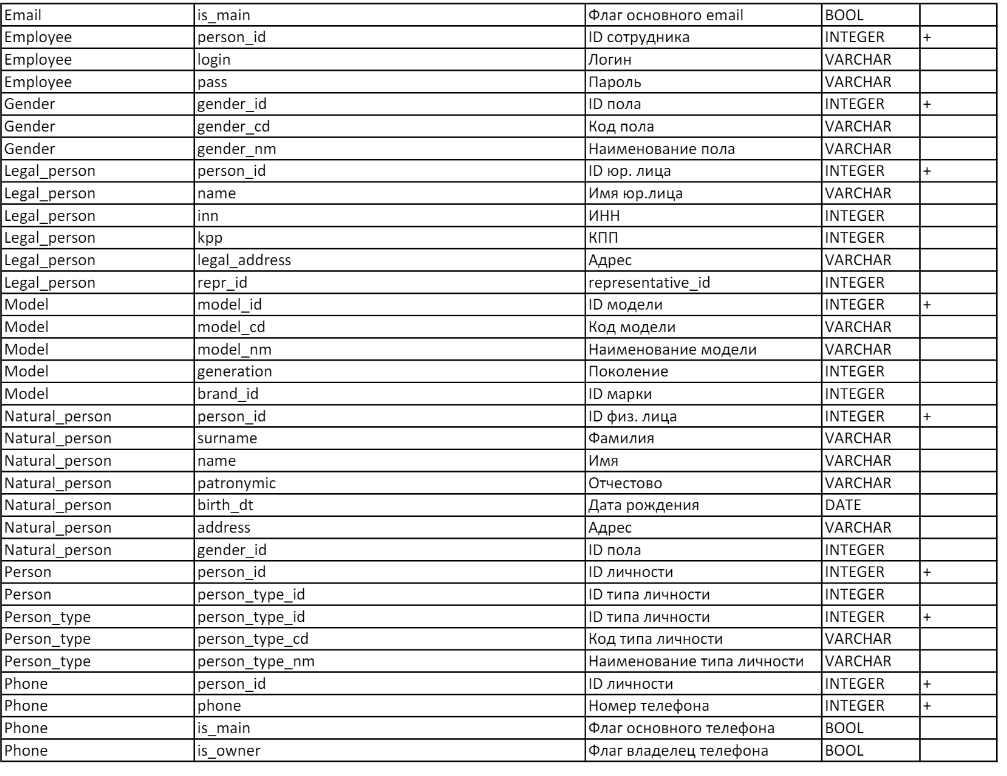 Email is_main Флаг основного email BOOL
Employee person_id ID сотрудника INTEGER +
Employee login Логин VARCHAR
Employee pass Пароль VARCHAR
Gender gender_id ID пола INTEGER +
Gender gender_cd Код пола VARCHAR
Gender gender_nm Наименование пола VARCHAR
Legal_person person_id ID юр. лица INTEGER +
Legal_person name Имя юр.лица VARCHAR
Legal_person inn ИНН INTEGER
Legal_person kpp КПП INTEGER
Legal_person legal_address Адрес VARCHAR
Legal_person repr_id representative_id INTEGER
Model model_id ID модели INTEGER +
Model model_cd Код модели VARCHAR
Model model_nm Наименование модели VARCHAR
Model generation Поколение INTEGER
Model brand_id ID марки INTEGER
Natural_person person_id ID физ. лица INTEGER +
Natural_person surname Фамилия VARCHAR
Natural_person name Имя VARCHAR
Natural_person patronymic Отчестово VARCHAR
Natural_person birth_dt Дата рождения DATE
Natural_person address Адрес VARCHAR
Natural_person gender_id ID пола INTEGER
Person person_id ID личности INTEGER +
Person person_type_id ID типа личности INTEGER
Person_type person_type_id ID типа личности INTEGER +
Person_type person_type_cd Код типа личности VARCHAR
Person_type person_type_nm Наименование типа личности VARCHAR
Phone person_id ID личности INTEGER +
Phone phone Номер телефона INTEGER +
Phone is_main Флаг основного телефона BOOL
Phone is_owner Флаг владелец телефона BOOL